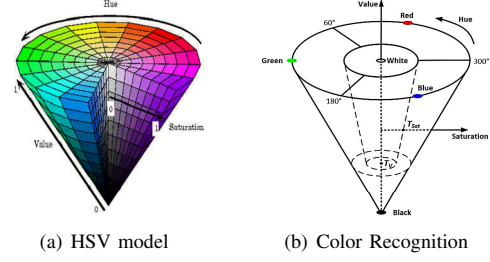 Hue
1
0
Value
1
Saturation
0
(a) HSV model
Value
Red
Hue
60°
Green
White
300°
180°
Blue
T_Sat
Saturation
T_V
Black
(b) Color Recognition